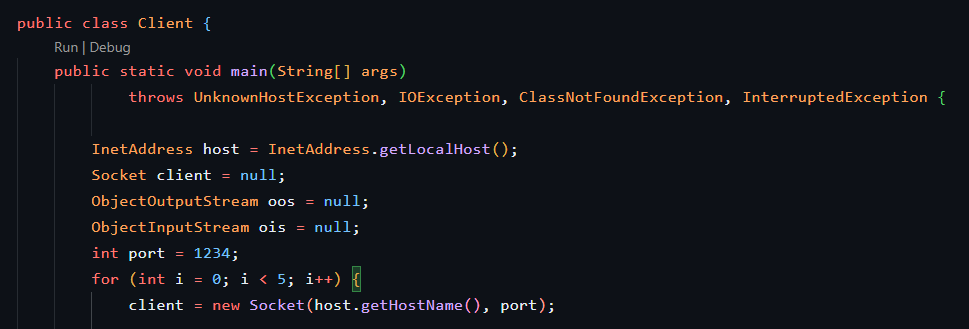 public class Client {
Run | Debug
public static void main(String[] args)
throws UnknownHostException, IOException, ClassNotFoundException, InterruptedException {
InetAddress host = InetAddress.getLocalHost();
Socket client = null;
ObjectOutputStream oos = null;
ObjectInputStream ois = null;
int port = 1234;
for (int i = 0; i < 5; i++) {
client = new Socket(host.getHostName(), port);